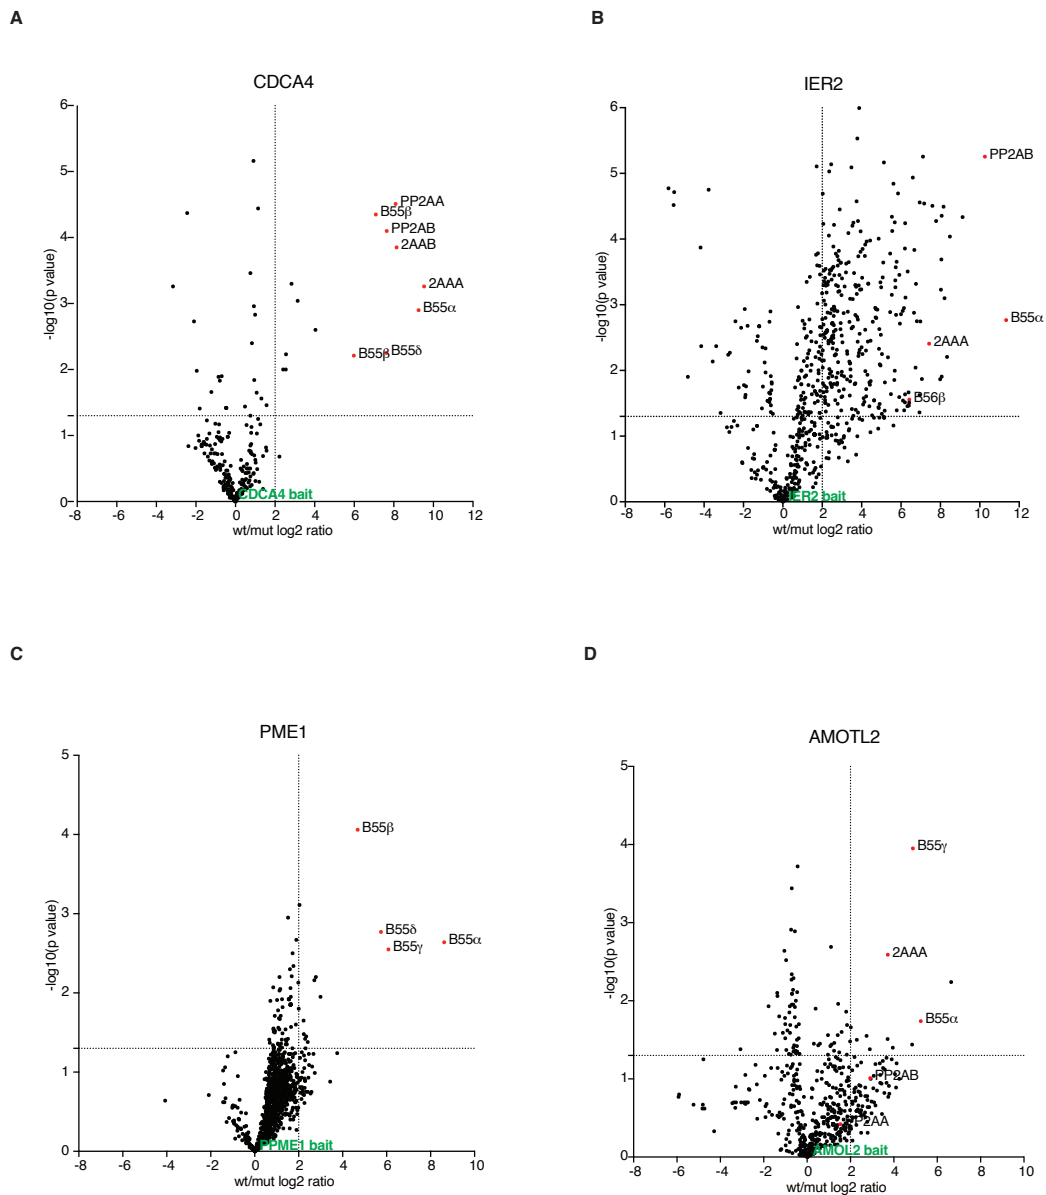 A
CDCA4
6
5
4
3
2
1
0
-log10(p value)
PP2AA
B55β
PP2AB
2AAB
2AAA
B55α
B55β
B55δ
CDCA4 bait
-8 -6 -4 -2 0 2 4 6 8 10 12
wt/mut log2 ratio
B
IER2
6
5
4
3
2
1
0
-log10(p value)
PP2AB
B55α
2AAA
B56β
IER2 bait
-8 -6 -4 -2 0 2 4 6 8 10 12
wt/mut log2 ratio
C
PME1
5
4
3
2
1
0
-log10(p value)
B55β
B55δ
B55α
B55γ
PPME1 bait
-8 -6 -4 -2 0 2 4 6 8 10
wt/mut log2 ratio
D
AMOTL2
5
4
3
2
1
0
-log10(p value)
B55γ
2AAA
B55α
PP2AB
PP2AA
AMOL2 bait
-8 -6 -4 -2 0 2 4 6 8 10
wt/mut log2 ratio